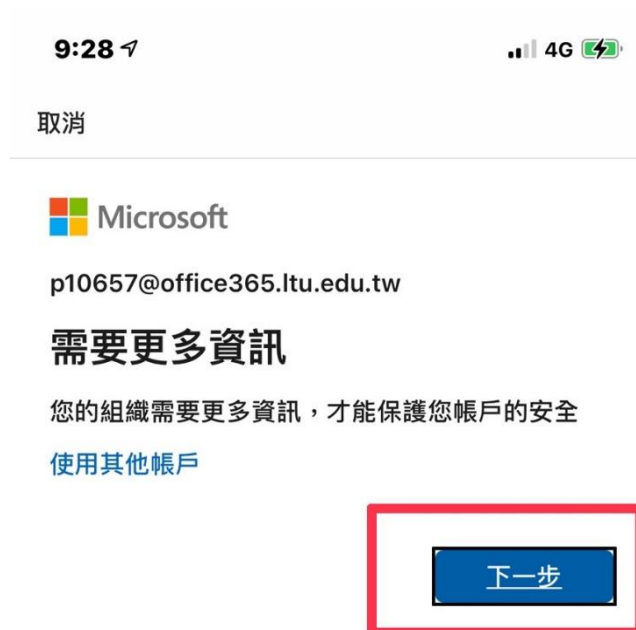 9:28
4G
取消
Microsoft
p10657@office365.ltu.edu.tw
需要更多資訊
您的組織需要更多資訊，才能保護您帳戶的安全
使用其他帳戶
下一步